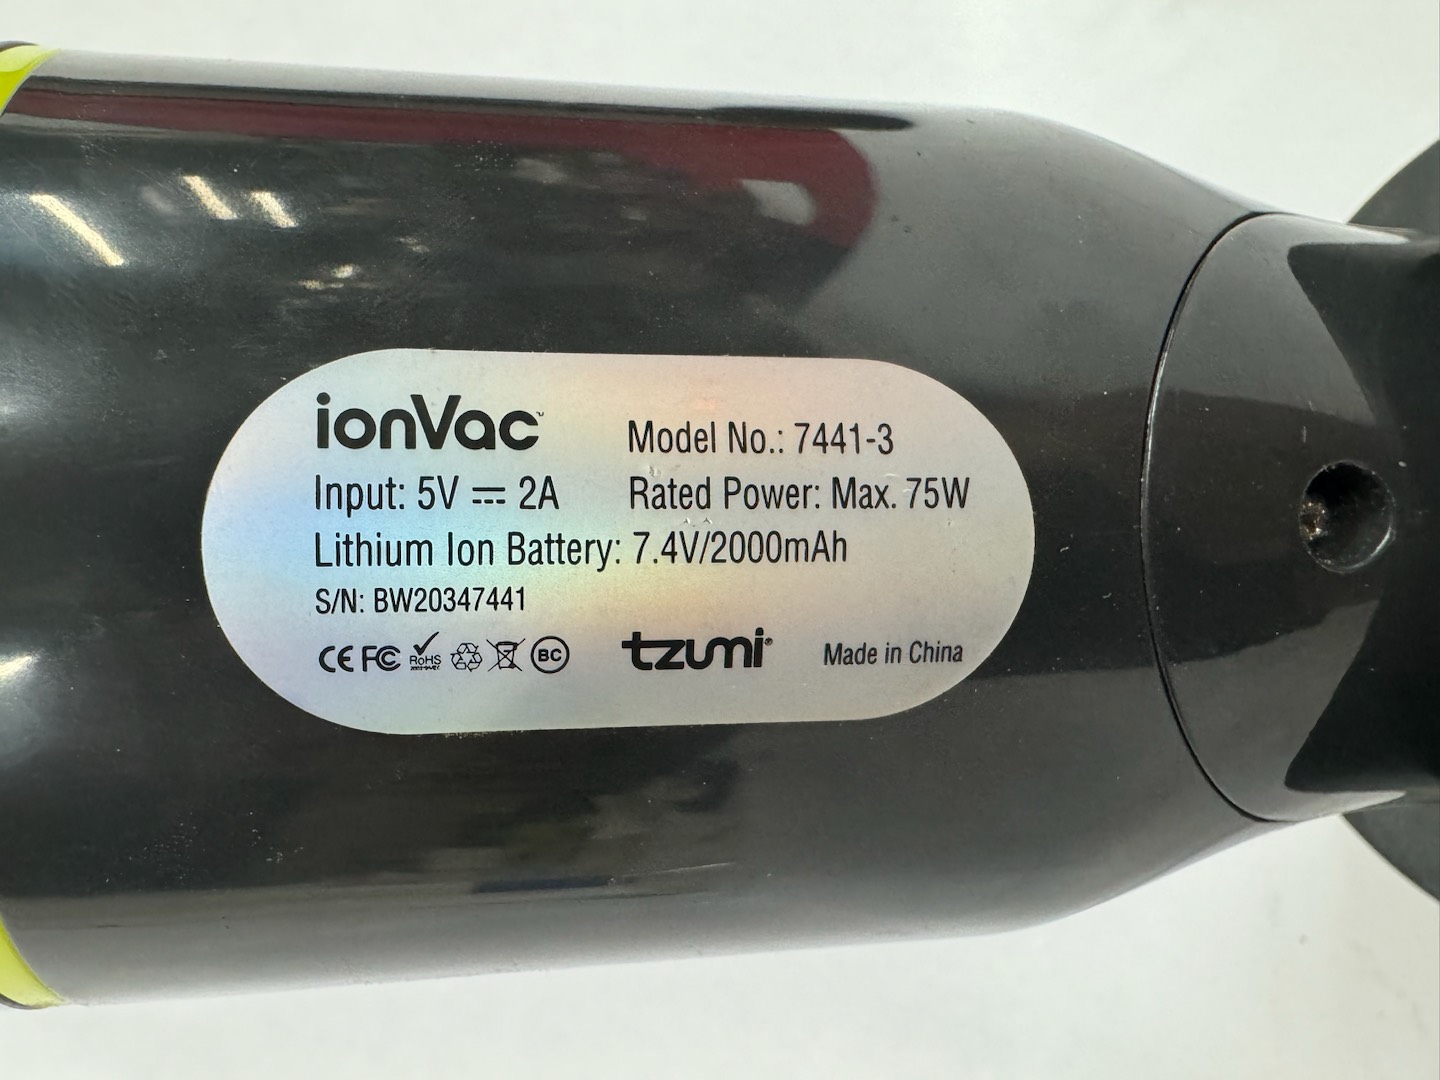 ionVac™
Model No.: 7441-3
Input: 5V ⎓ 2A
Rated Power: Max. 75W
Lithium Ion Battery: 7.4V/2000mAh
S/N: BW20347441
CE FC RoHS BC
tzumi®
Made in China